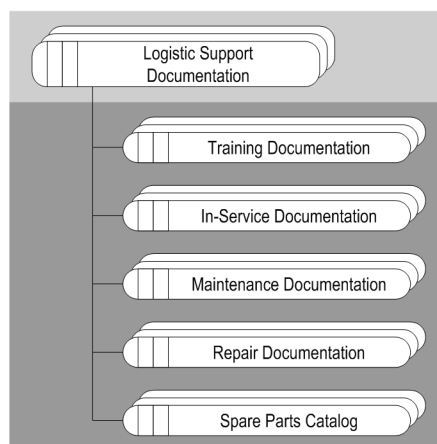 Logistic Support
Documentation
Training Documentation
In-Service Documentation
Maintenance Documentation
Repair Documentation
Spare Parts Catalog